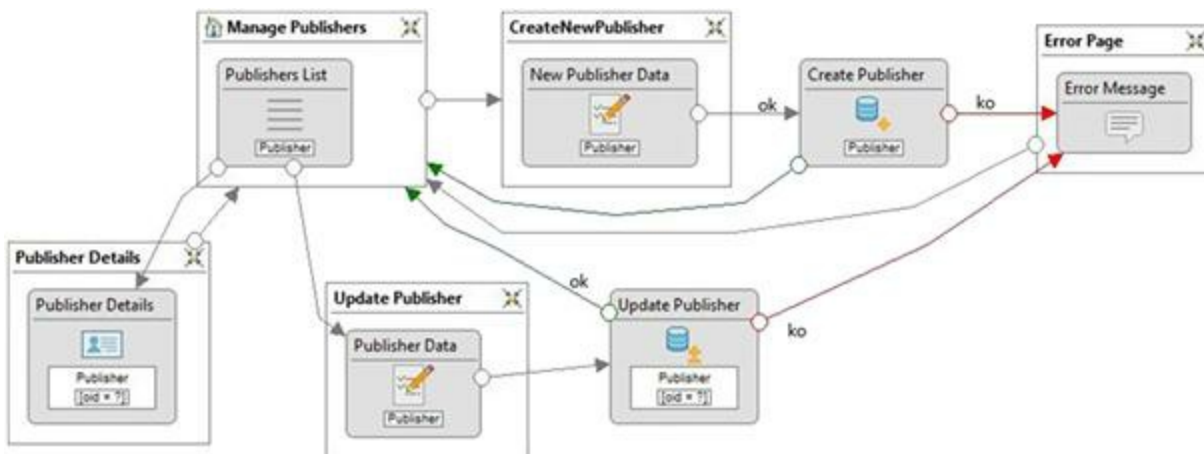 Manage Publishers
Publishers List
Publisher
CreateNewPublisher
New Publisher Data
Publisher
ok
Create Publisher
Publisher
ko
Error Page
Error Message
Publisher Details
Publisher Details
Publisher
[oid = ?]
Update Publisher
Publisher Data
Publisher
ok
Update Publisher
Publisher
[oid = ?]
ko